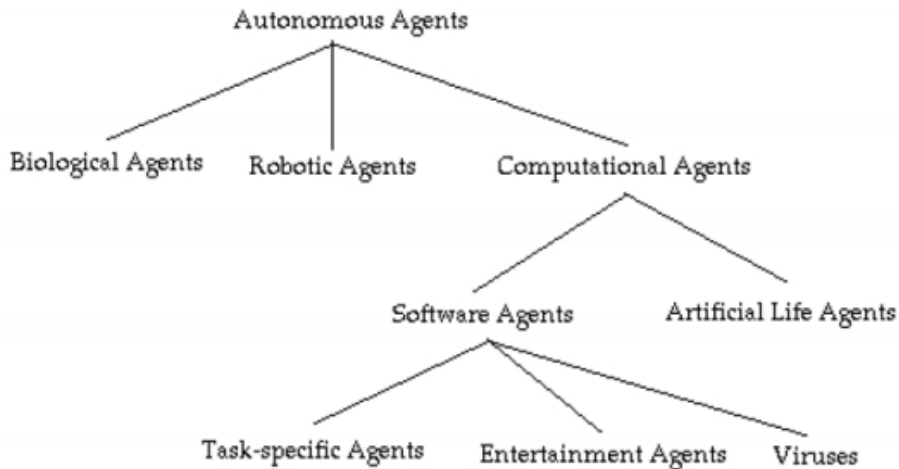 Autonomous Agents
Biological Agents
Robotic Agents
Computational Agents
Software Agents
Artificial Life Agents
Task-specific Agents
Entertainment Agents
Viruses